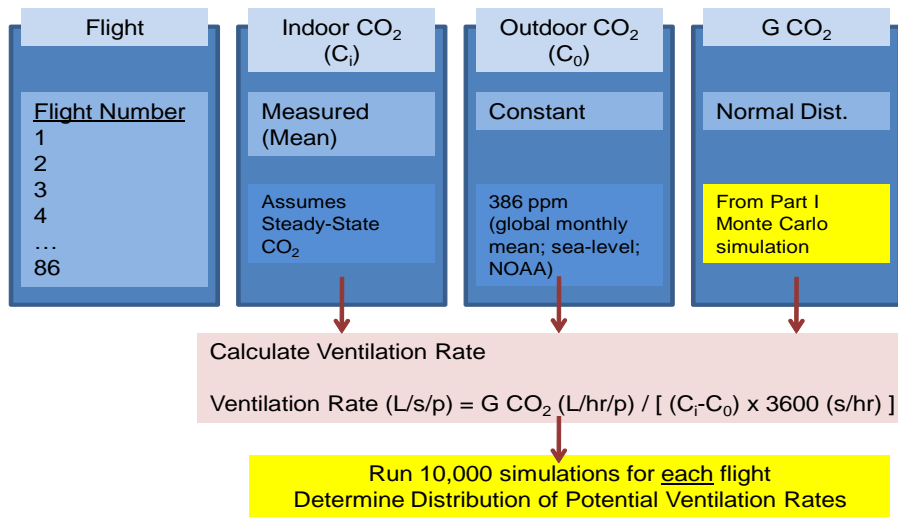 Flight
Flight Number
1
2
3
4
…
86
Indoor CO₂
(Cᵢ)
Measured
(Mean)
Assumes
Steady-State
CO₂
Outdoor CO₂
(C₀)
Constant
386 ppm
(global monthly
mean; sea-level;
NOAA)
G CO₂
Normal Dist.
From Part I
Monte Carlo
simulation
Calculate Ventilation Rate
Ventilation Rate (L/s/p) = G CO₂ (L/hr/p) / [ (Cᵢ-C₀) x 3600 (s/hr) ]
Run 10,000 simulations for each flight
Determine Distribution of Potential Ventilation Rates